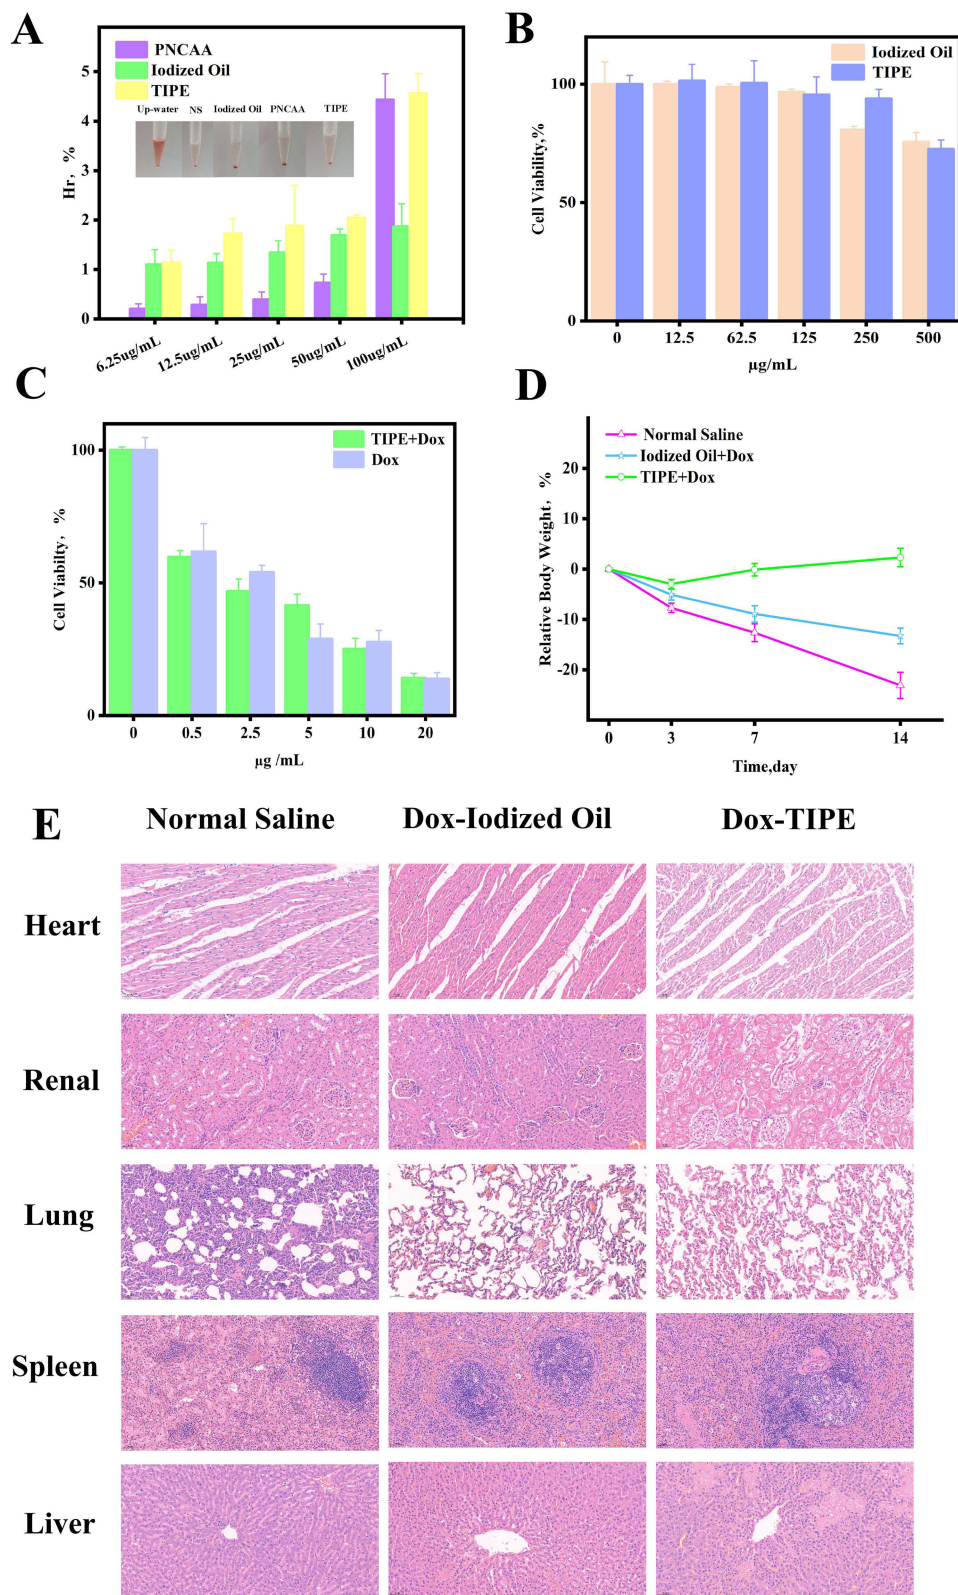 A
PNCAA
Iodized Oil
TIPE
Up-water NS Iodized Oil PNCAA TIPE
Hr, %
5
4
3
2
1
0
6.25ug/mL 12.5ug/mL 25ug/mL 50ug/mL 100ug/mL
B
Iodized Oil
TIPE
Cell Viability,%
100
50
0
0 12.5 62.5 125 250 500
µg/mL
C
TIPE+Dox
Dox
Cell Viabilty, %
100
50
0
0 0.5 2.5 5 10 20
µg /mL
D
Normal Saline
Iodized Oil+Dox
TIPE+Dox
Relative Body Weight, %
20
10
0
-10
-20
0 3 7 14
Time,day
E
Normal Saline Dox-Iodized Oil Dox-TIPE
Heart
Renal
Lung
Spleen
Liver